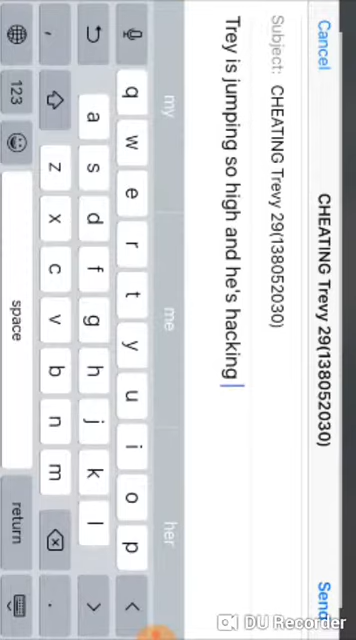 Cancel
CHEATING Trevy 29(138052030)
Send
Subject: CHEATING Trevy 29(138052030)
Trey is jumping so high and he's hacking
my me her
q w e r t y u i o p
a s d f g h j k l
z x c v b n m
, .
123 space return
DU Recorder